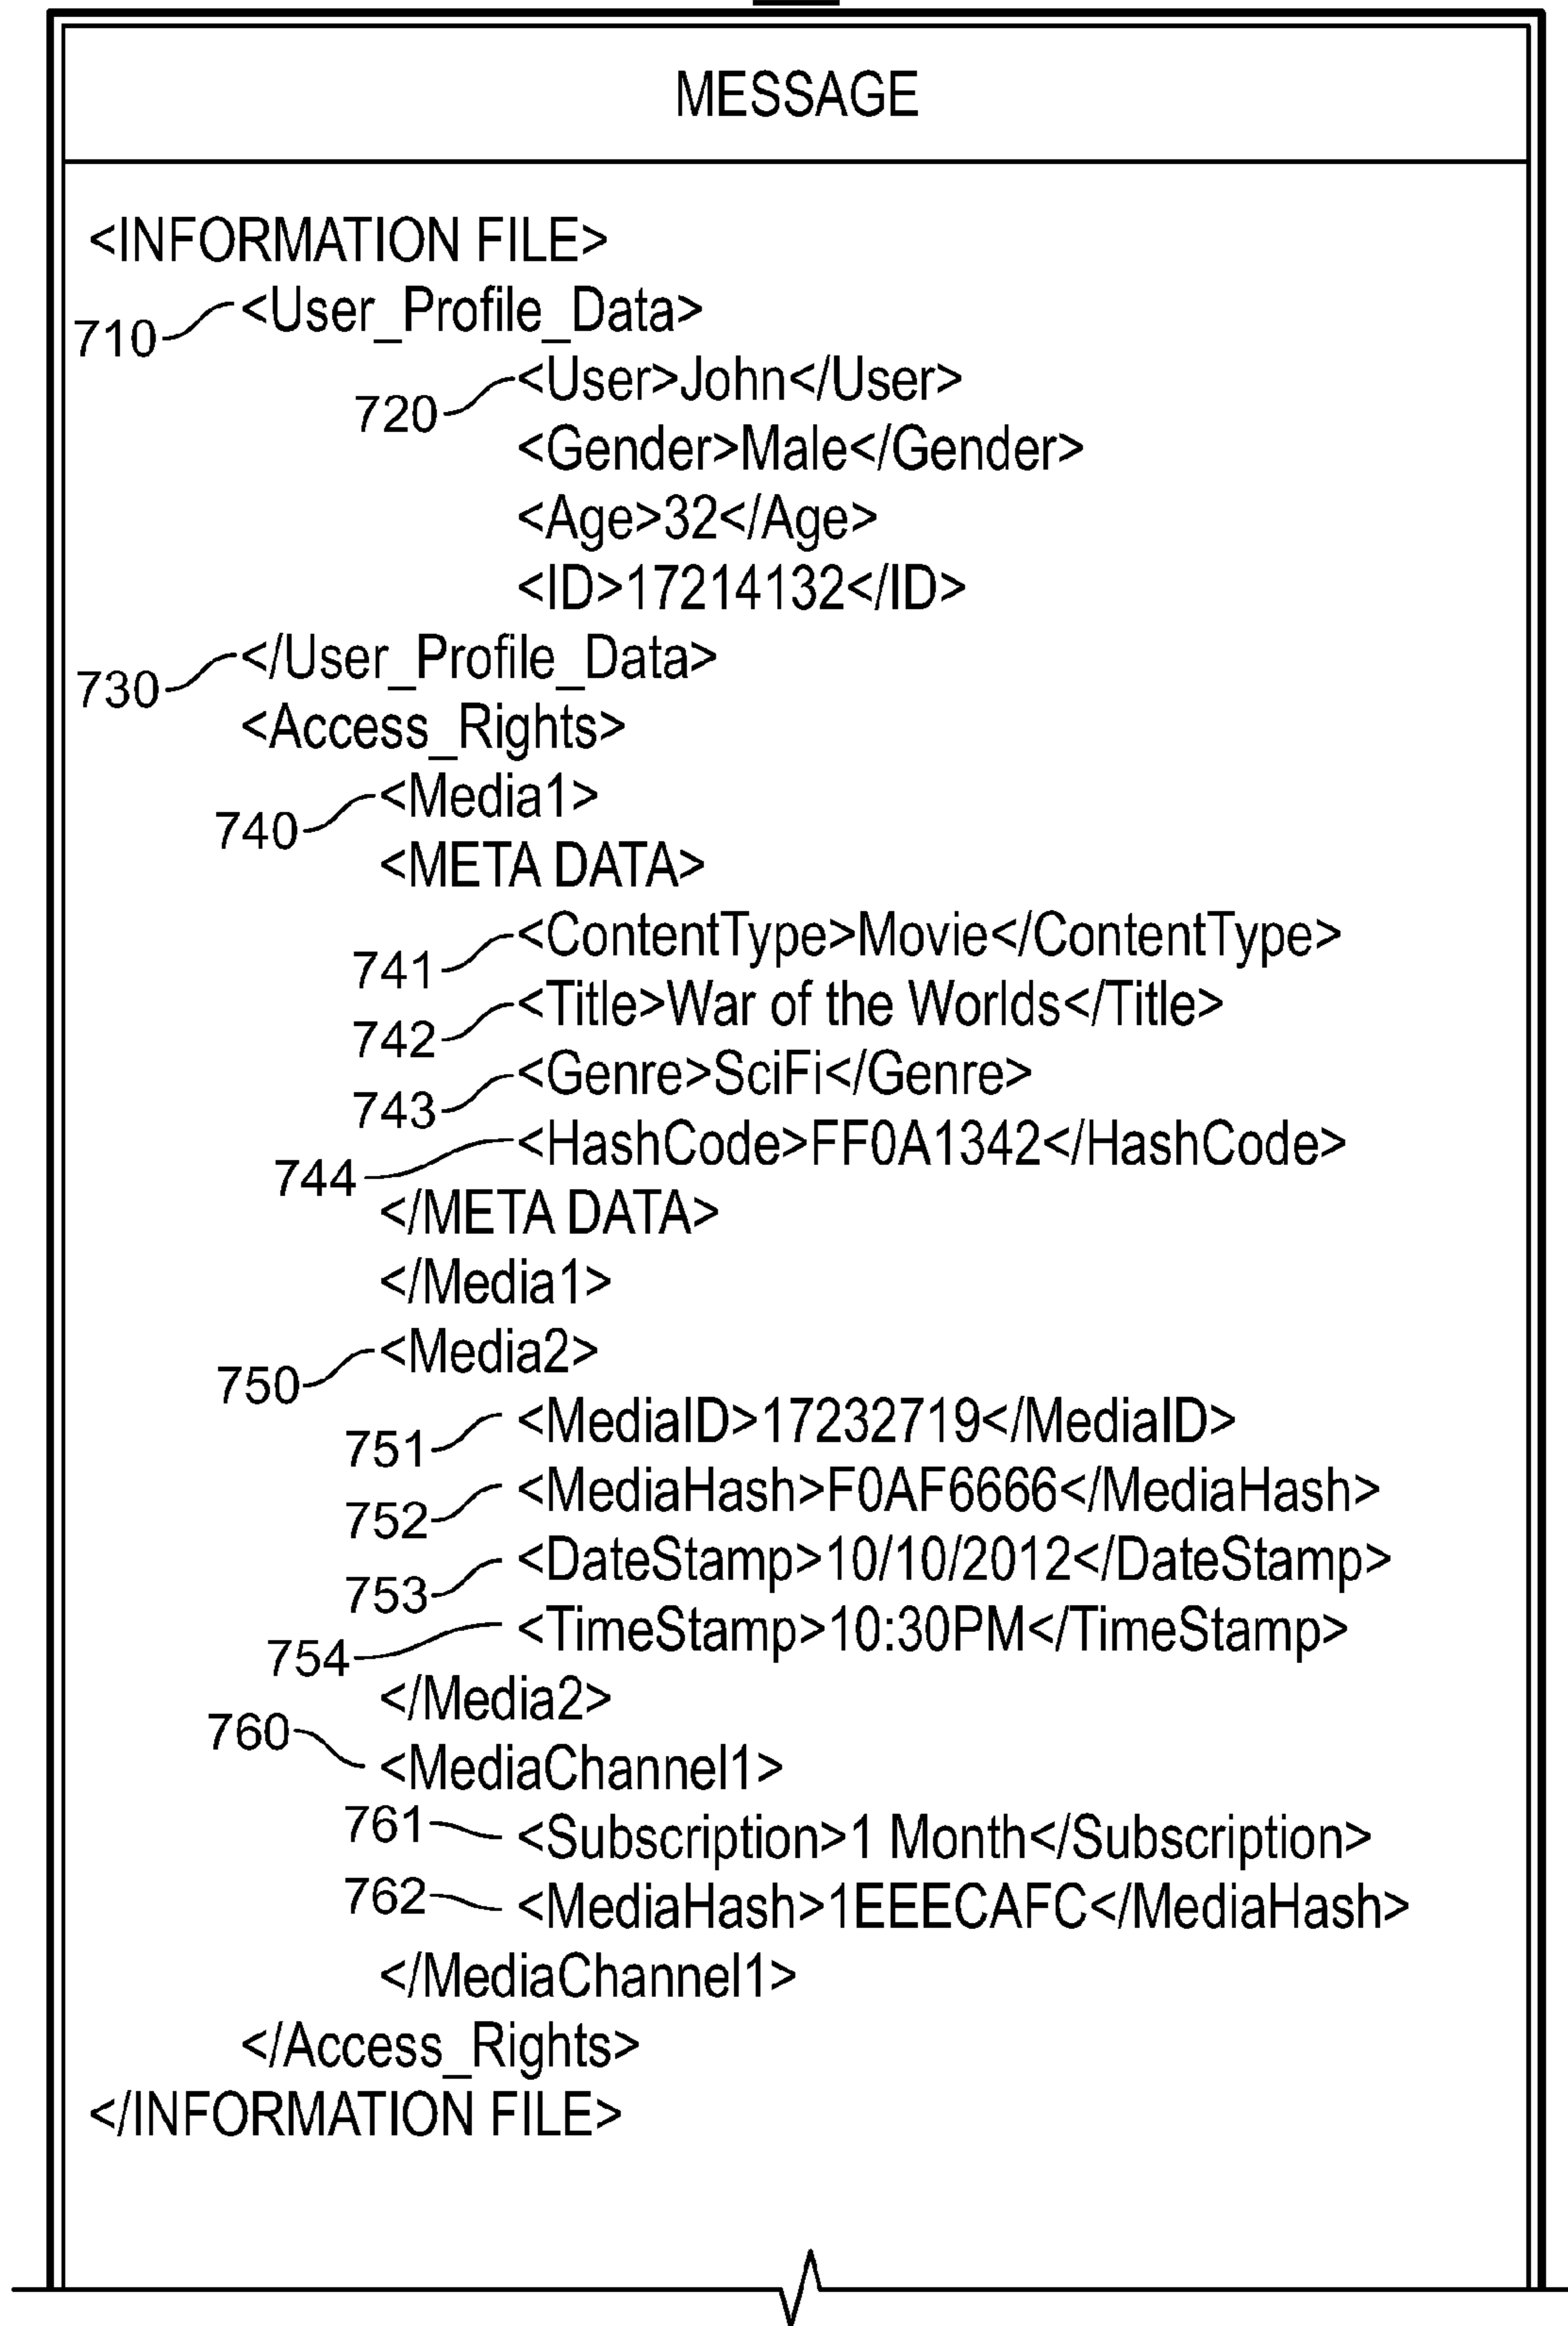 MESSAGE
<INFORMATION FILE>
710 <User_Profile_Data>
720 <User>John</User>
<Gender>Male</Gender>
<Age>32</Age>
<ID>17214132</ID>
730 </User_Profile_Data>
<Access_Rights>
740 <Media1>
<META DATA>
741 <ContentType>Movie</ContentType>
742 <Title>War of the Worlds</Title>
743 <Genre>SciFi</Genre>
744 <HashCode>FF0A1342</HashCode>
</META DATA>
</Media1>
750 <Media2>
751 <MediaID>17232719</MediaID>
752 <MediaHash>F0AF6666</MediaHash>
753 <DateStamp>10/10/2012</DateStamp>
754 <TimeStamp>10:30PM</TimeStamp>
</Media2>
760 <MediaChannel1>
761 <Subscription>1 Month</Subscription>
762 <MediaHash>1EEECAFC</MediaHash>
</MediaChannel1>
</Access_Rights>
</INFORMATION FILE>